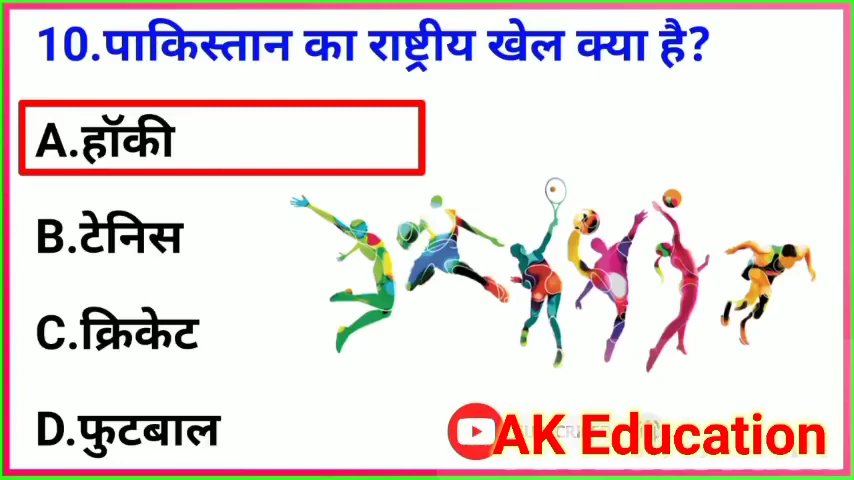 10.पाकिस्तान का राष्ट्रीय खेल क्या है?
A.हॉकी
B.टेनिस
C.क्रिकेट
D.फुटबाल
AK Education